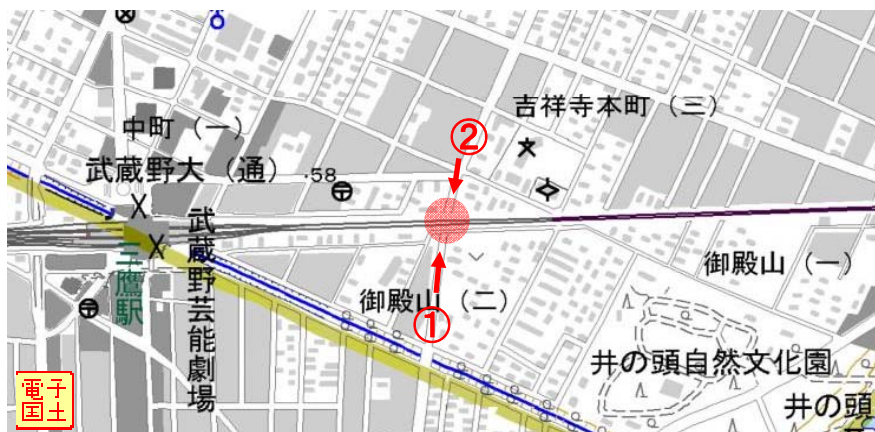 中町（一）
武蔵野大（通）
·58
吉祥寺本町（三）
②
武蔵野芸能劇場
三鷹駅
御殿山（二）
①
御殿山（一）
井の頭自然文化園
井の頭
電子国土